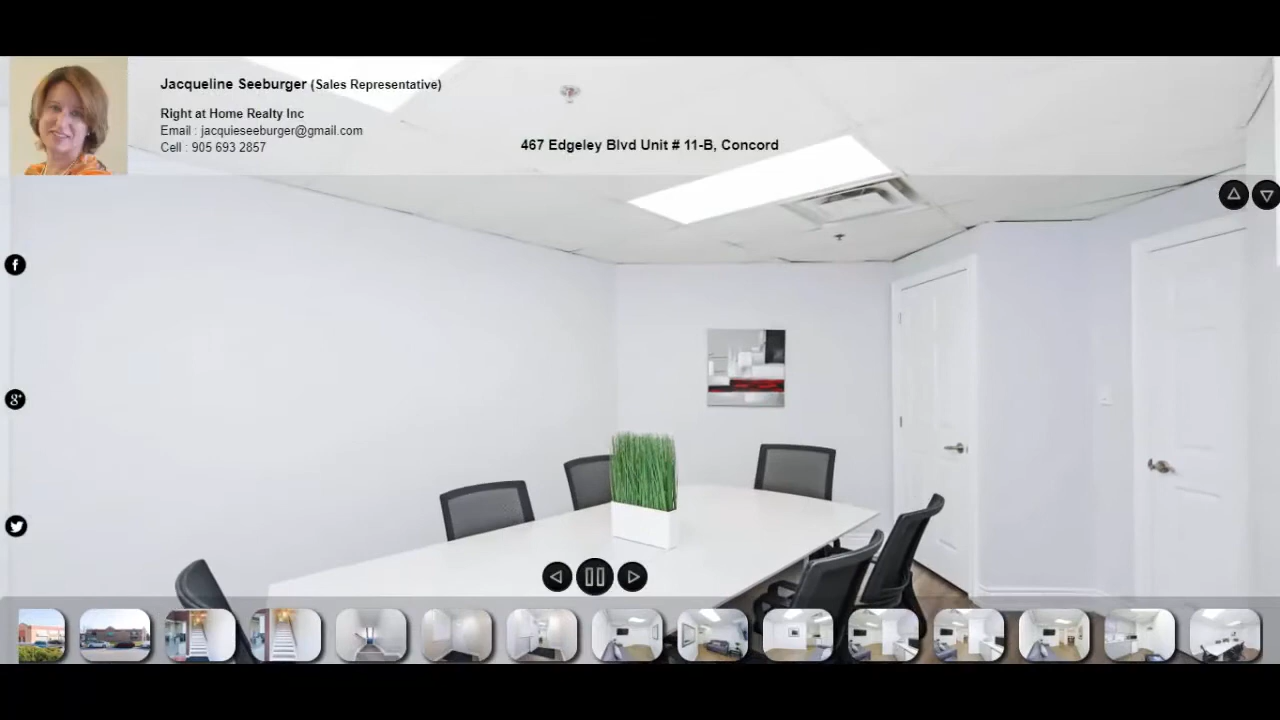 Jacqueline Seeburger (Sales Representative)
Right at Home Realty Inc
Email : jacquieseeburger@gmail.com
Cell : 905 693 2857
467 Edgeley Blvd Unit # 11-B, Concord